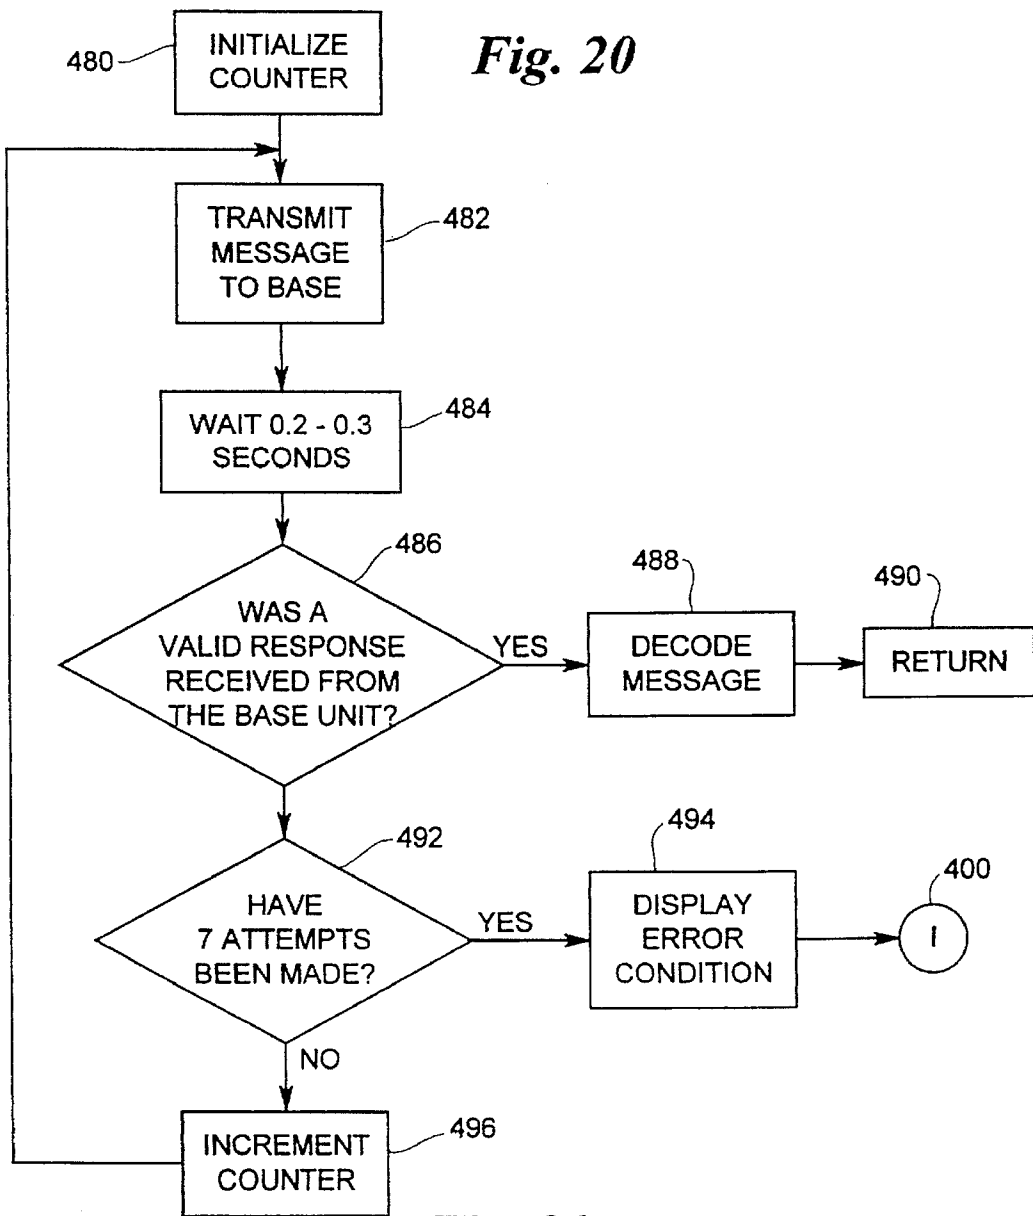 Fig. 20
480
INITIALIZE
COUNTER
TRANSMIT
MESSAGE
TO BASE
482
WAIT 0.2 - 0.3
SECONDS
484
486
WAS A
VALID RESPONSE
RECEIVED FROM
THE BASE UNIT?
YES
488
DECODE
MESSAGE
490
RETURN
492
HAVE
7 ATTEMPTS
BEEN MADE?
YES
494
DISPLAY
ERROR
CONDITION
400
I
NO
INCREMENT
COUNTER
496